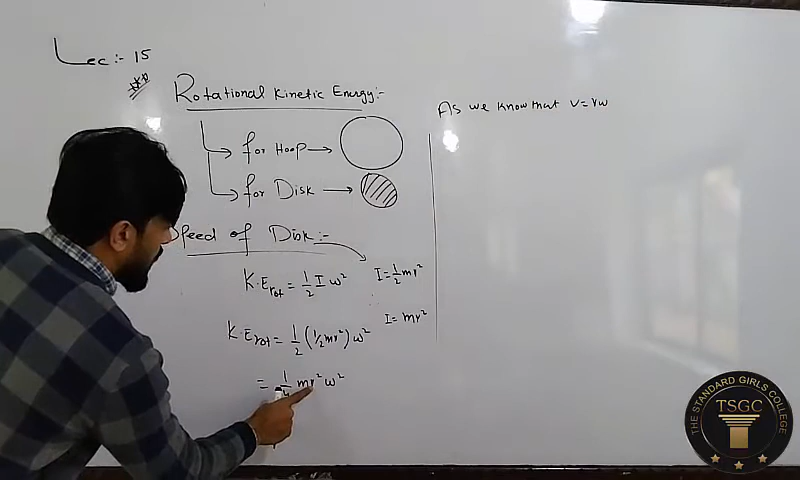 Lec:- 15
Rotational Kinetic Energy:-
for Hoop
for Disk
Speed of Disk:-
K.Erot = 1/2 I ω²
I = 1/2 mr²
I = mr²
K.Erot = 1/2 (1/2 mr²) ω²
= 1/4 mr² ω²
As we know that v = rω
THE STANDARD GIRLS COLLEGE
TSGC